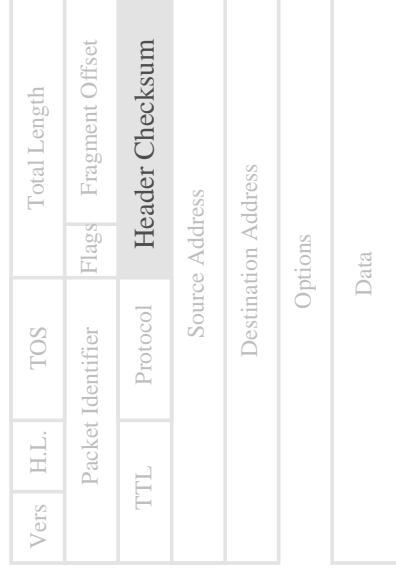 Vers H.L. TOS Total Length
Packet Identifier Flags Fragment Offset
TTL Protocol Header Checksum
Source Address
Destination Address
Options
Data